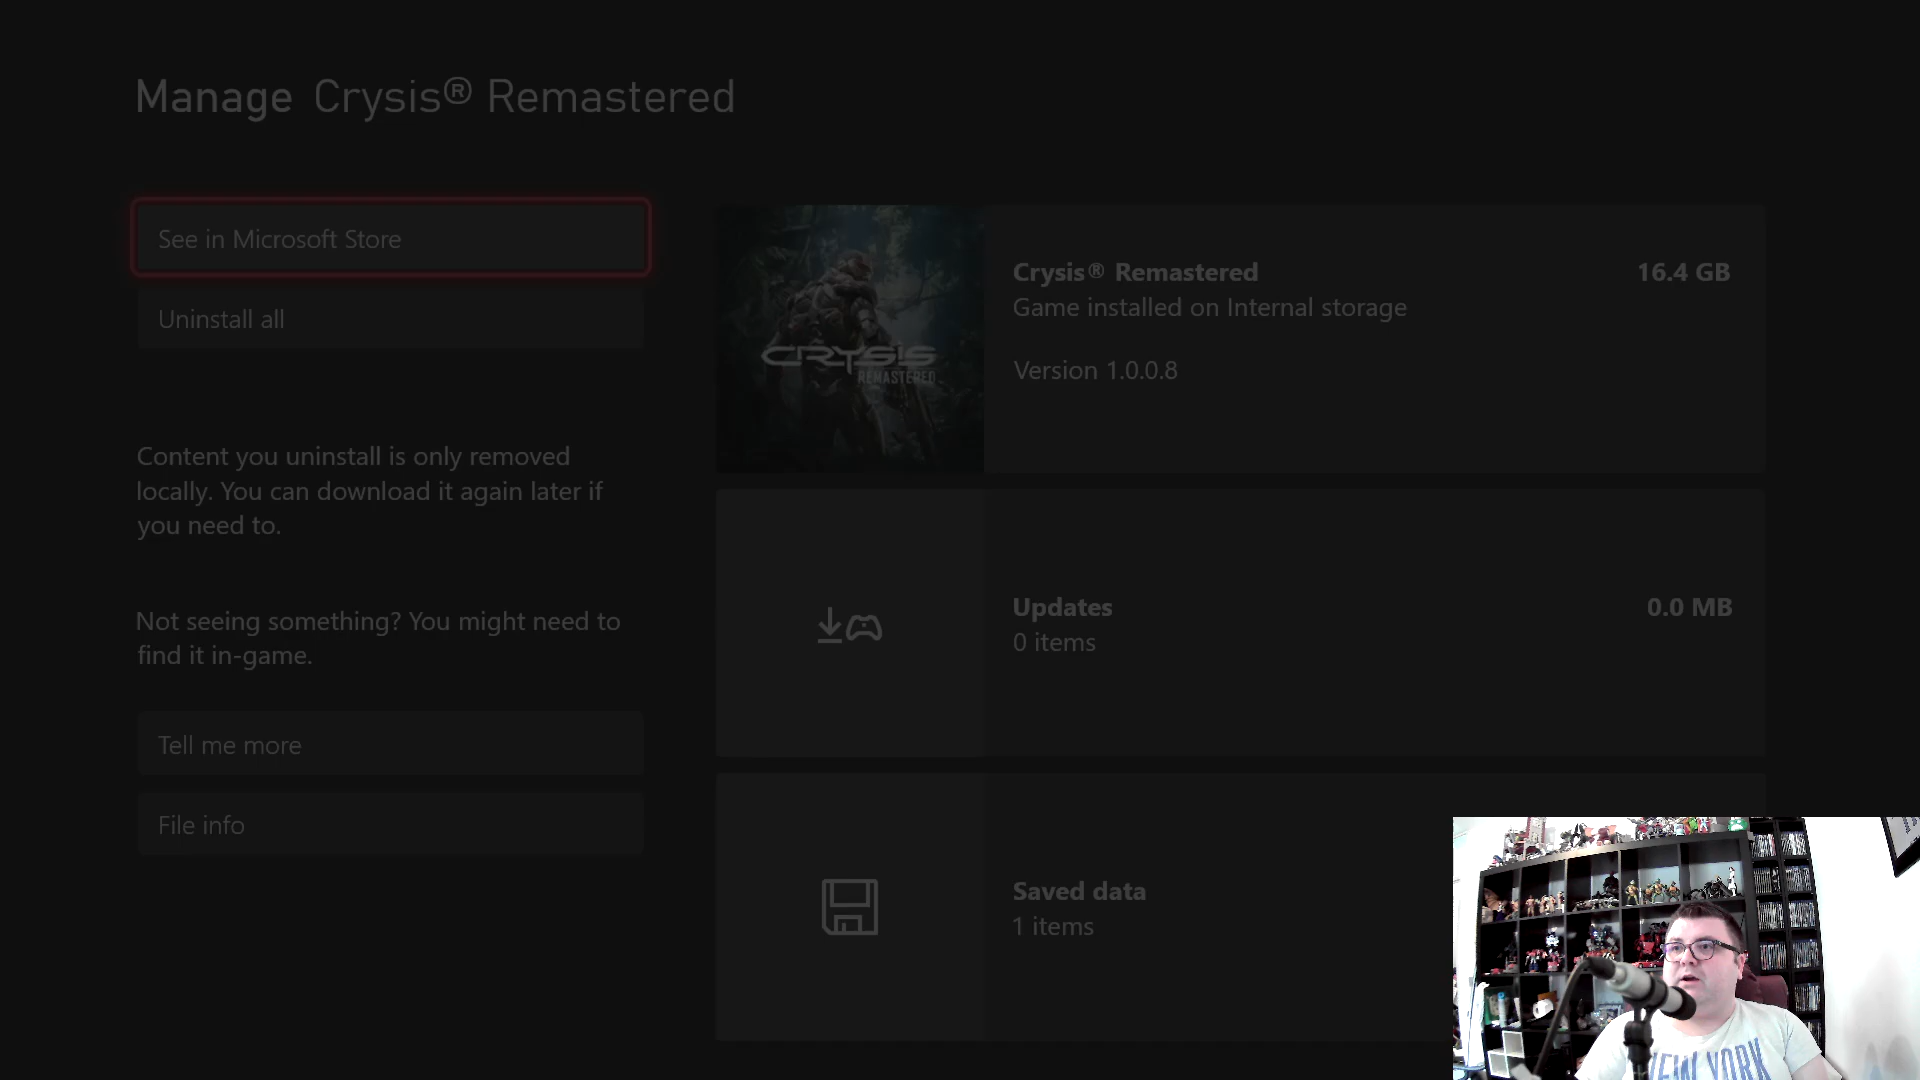 Manage Crysis® Remastered
See in Microsoft Store
Uninstall all
Content you uninstall is only removed
locally. You can download it again later if
you need to.
Not seeing something? You might need to
find it in-game.
Tell me more
File info
CRYSIS
REMASTERED
Crysis® Remastered
16.4 GB
Game installed on Internal storage
Version 1.0.0.8
Updates
0.0 MB
0 items
Saved data
1 items
NEW YORK